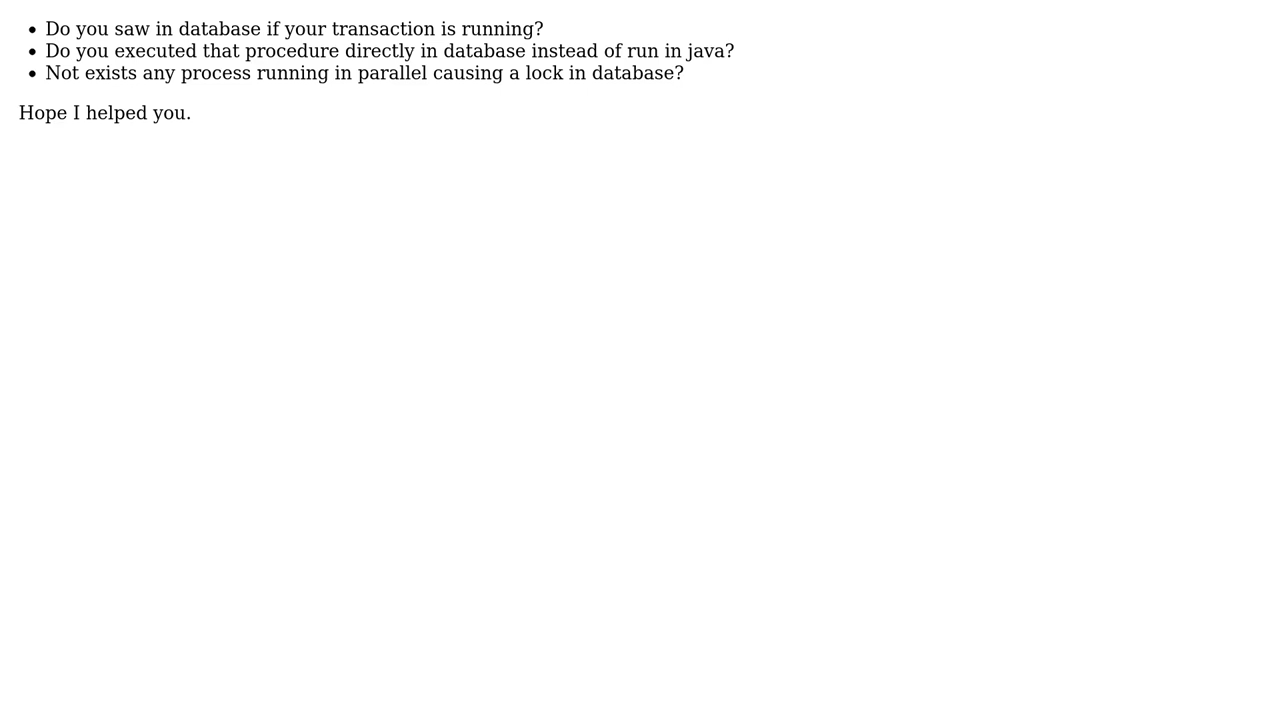 Do you saw in database if your transaction is running?
Do you executed that procedure directly in database instead of run in java?
Not exists any process running in parallel causing a lock in database?
Hope I helped you.